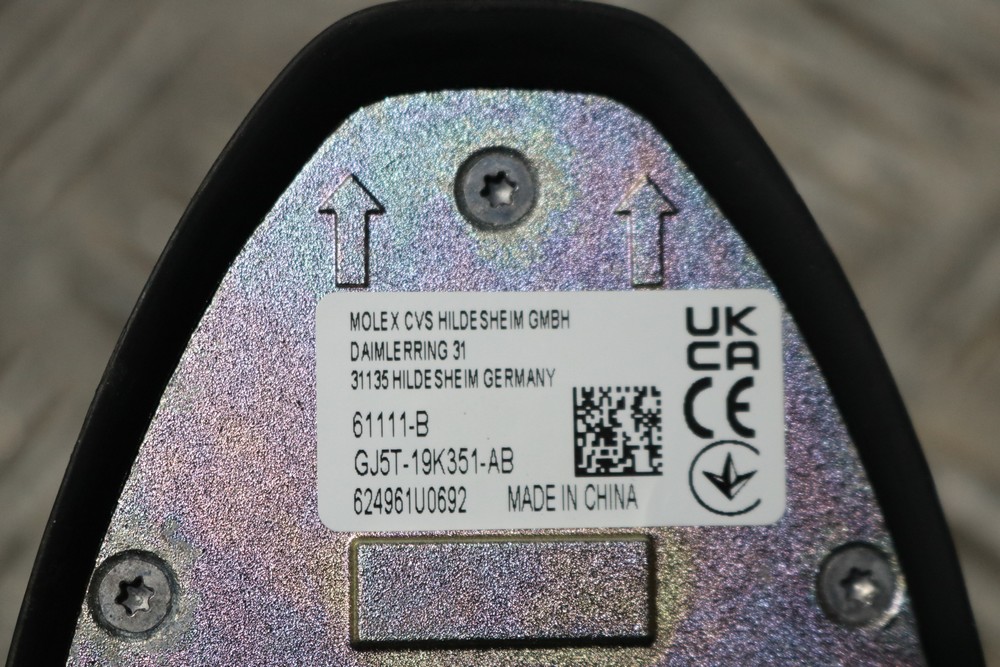 MOLEX CVS HILDESHEIM GMBH
DAIMLERRING 31
31135 HILDESHEIM GERMANY
61111-B
GJ5T-19K351-AB
624961U0692 MADE IN CHINA
UK
CA
CE